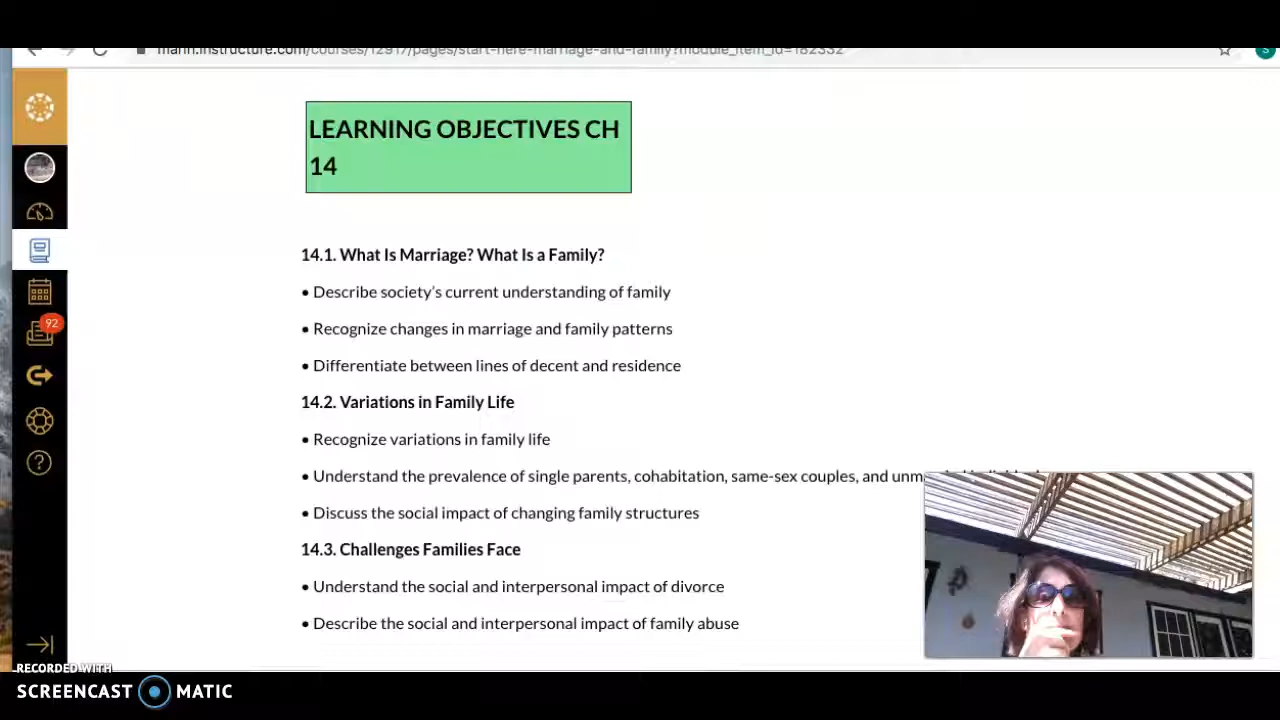 marin.instructure.com/courses/12917/pages/start-here-marriage-and-family?module_item_id=182332
LEARNING OBJECTIVES CH
14
14.1. What Is Marriage? What Is a Family?
• Describe society's current understanding of family
• Recognize changes in marriage and family patterns
• Differentiate between lines of decent and residence
14.2. Variations in Family Life
• Recognize variations in family life
• Understand the prevalence of single parents, cohabitation, same-sex couples, and
• Discuss the social impact of changing family structures
14.3. Challenges Families Face
• Understand the social and interpersonal impact of divorce
• Describe the social and interpersonal impact of family abuse
92
?
S
RECORDED WITH
SCREENCAST MATIC